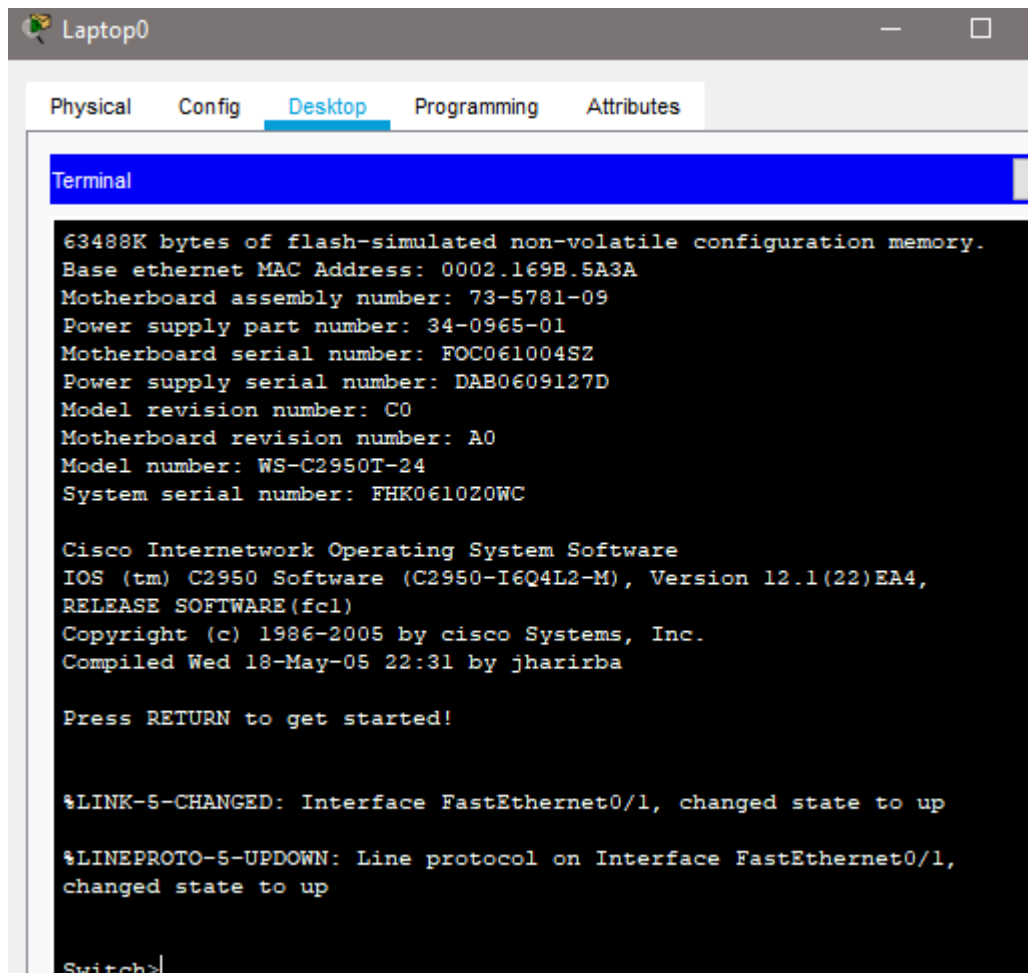 Laptop0
Physical Config Desktop Programming Attributes
Terminal
63488K bytes of flash-simulated non-volatile configuration memory.
Base ethernet MAC Address: 0002.169B.5A3A
Motherboard assembly number: 73-5781-09
Power supply part number: 34-0965-01
Motherboard serial number: FOC061004SZ
Power supply serial number: DAB0609127D
Model revision number: C0
Motherboard revision number: A0
Model number: WS-C2950T-24
System serial number: FHK0610Z0WC
Cisco Internetwork Operating System Software
IOS (tm) C2950 Software (C2950-I6Q4L2-M), Version 12.1(22)EA4,
RELEASE SOFTWARE(fc1)
Copyright (c) 1986-2005 by cisco Systems, Inc.
Compiled Wed 18-May-05 22:31 by jharirba
Press RETURN to get started!
%LINK-5-CHANGED: Interface FastEthernet0/1, changed state to up
%LINEPROTO-5-UPDOWN: Line protocol on Interface FastEthernet0/1,
changed state to up
Switch>